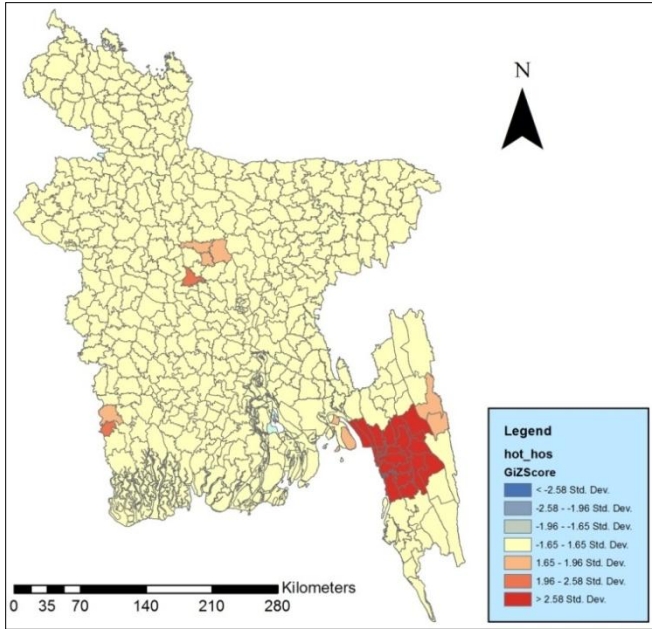 N
Legend
hot_hos
GiZScore
< -2.58 Std. Dev.
-2.58 - -1.96 Std. Dev.
-1.96 - -1.65 Std. Dev.
-1.65 - 1.65 Std. Dev.
1.65 - 1.96 Std. Dev.
1.96 - 2.58 Std. Dev.
> 2.58 Std. Dev.
Kilometers
0 35 70 140 210 280